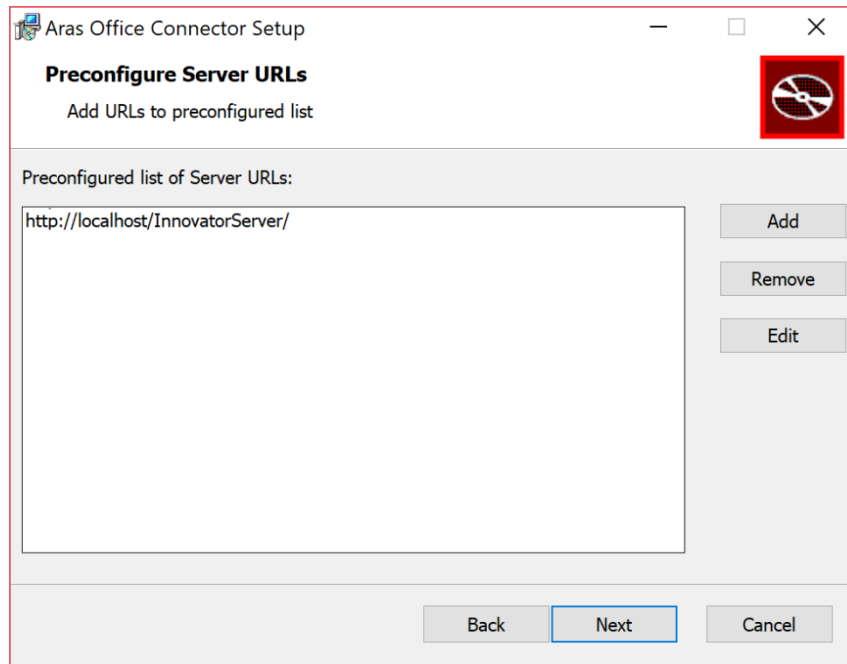 Aras Office Connector Setup
Preconfigure Server URLs
Add URLs to preconfigured list
Preconfigured list of Server URLs:
http://localhost/InnovatorServer/
Add
Remove
Edit
Back Next Cancel